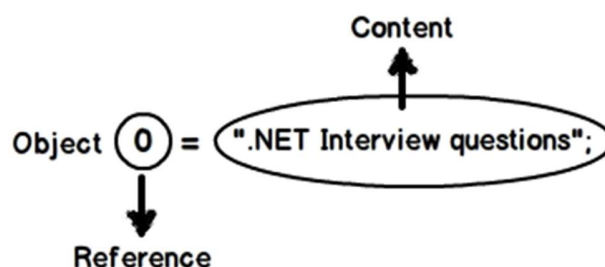 Content
Object O = ".NET Interview questions";
Reference